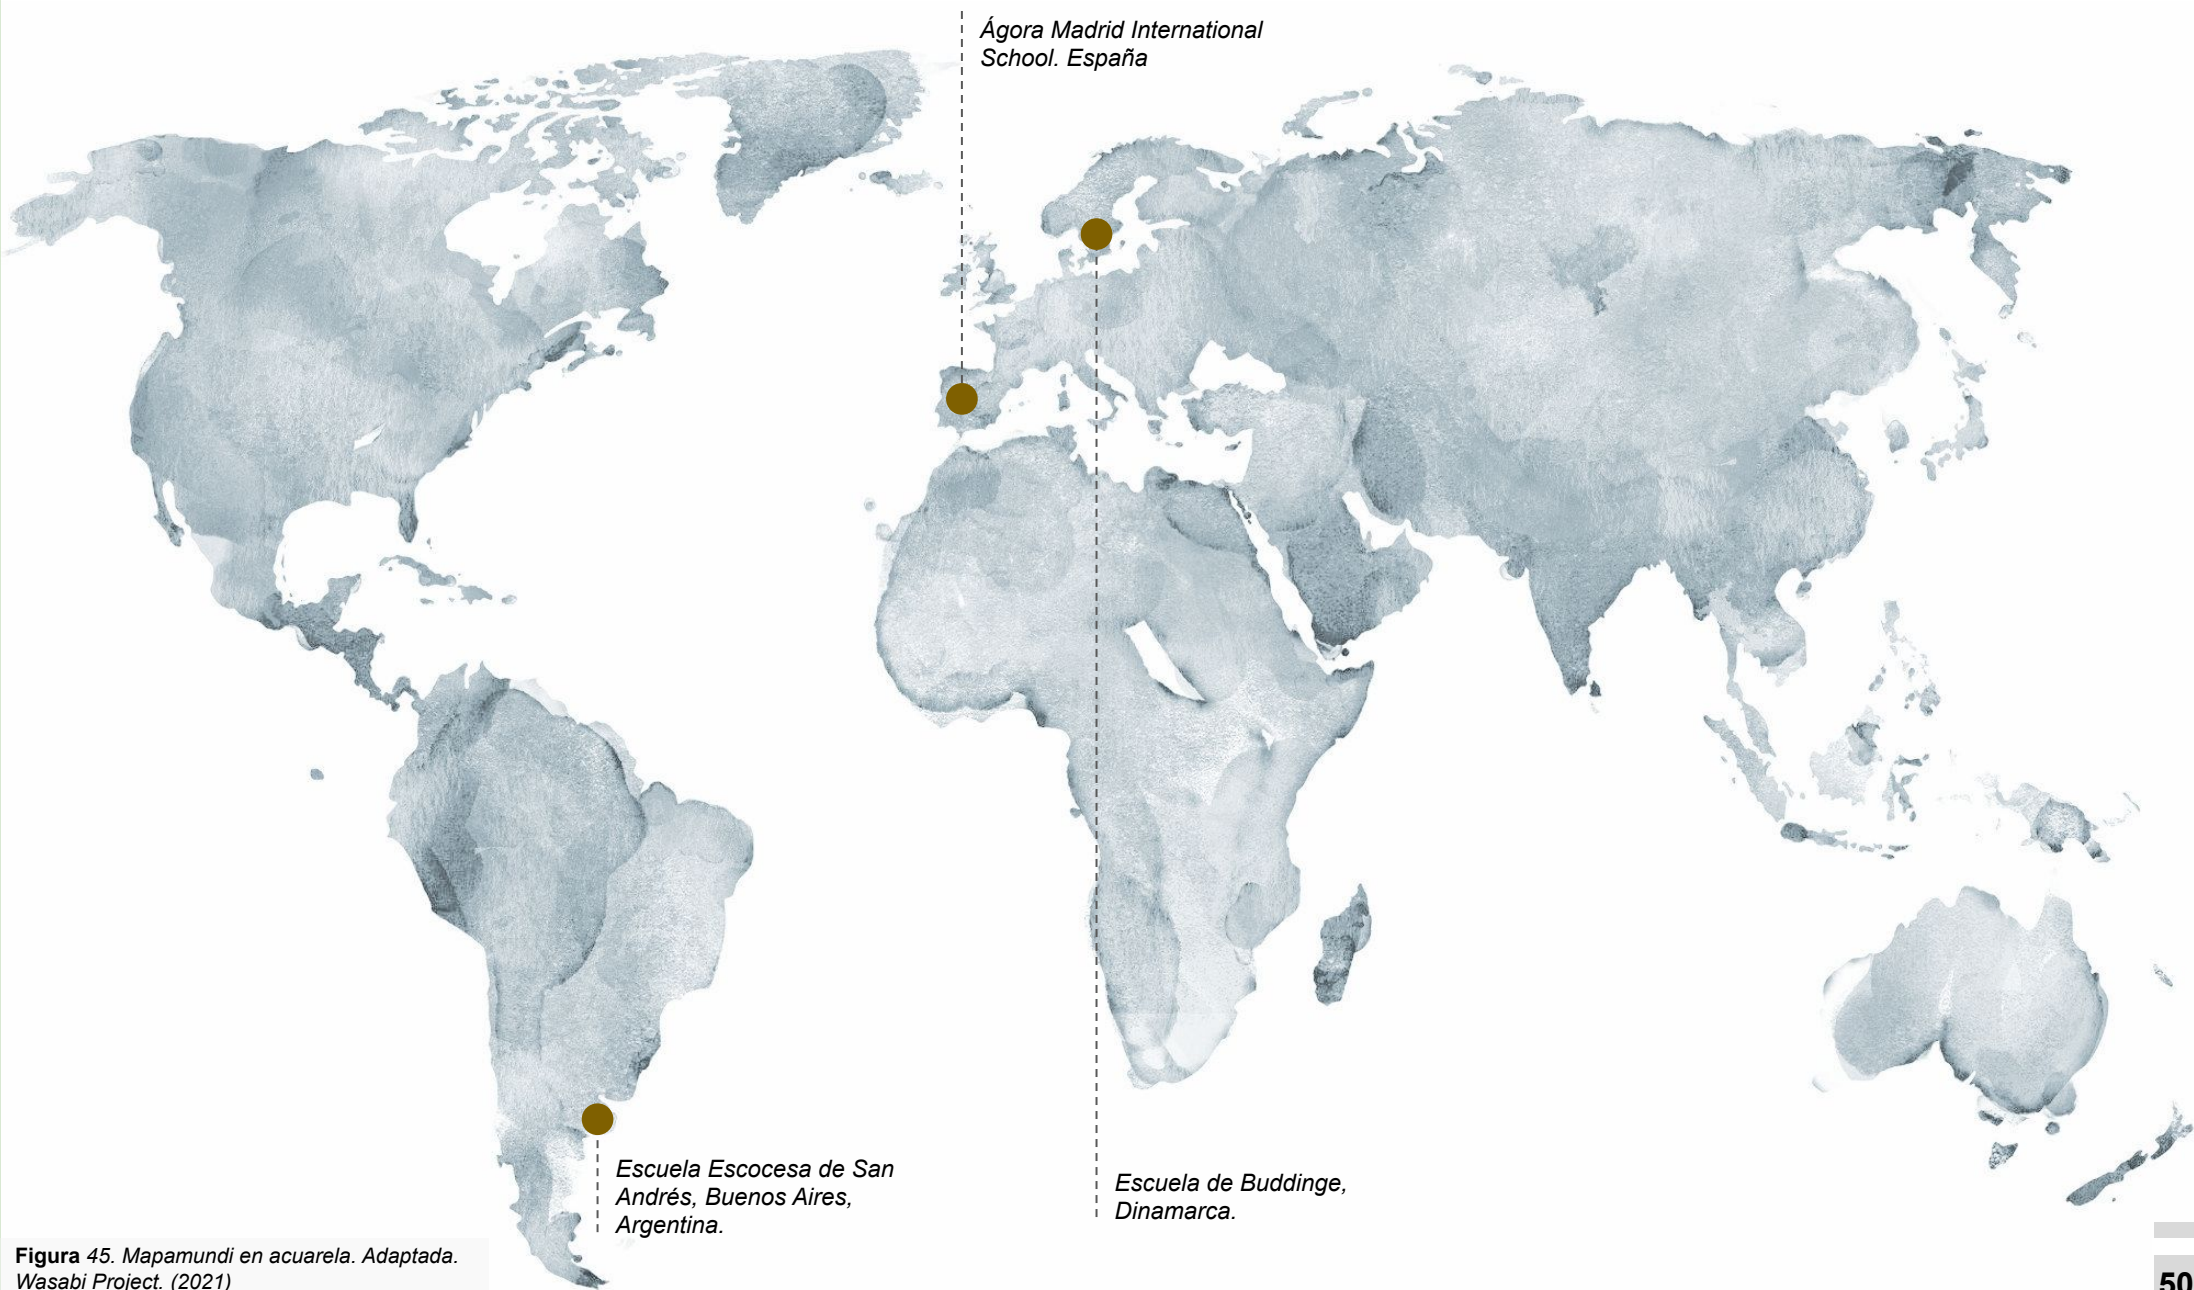 Ágora Madrid International
School. España
Escuela Escocesa de San
Andrés, Buenos Aires,
Argentina.
Escuela de Buddinge,
Dinamarca.
Figura 45. Mapamundi en acuarela. Adaptada.
Wasabi Project. (2021)
50